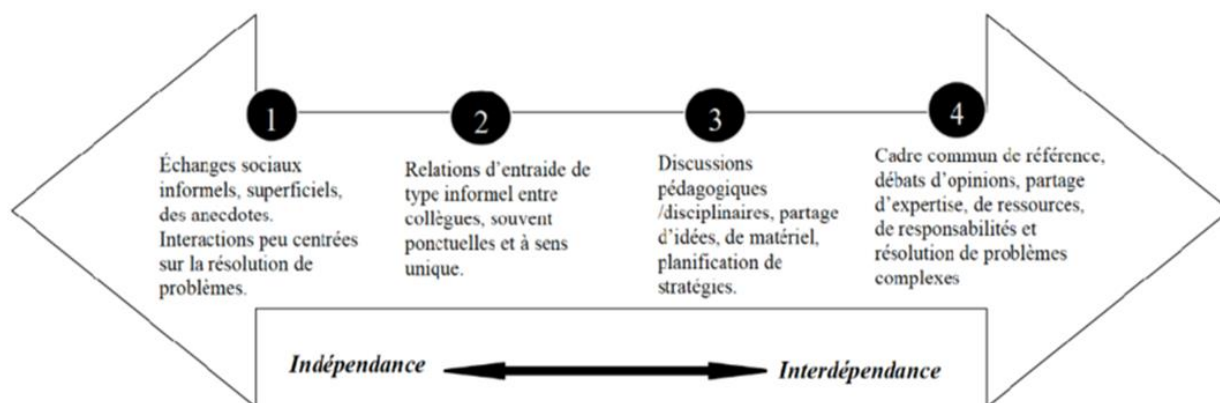 1
Échanges sociaux
informels, superficiels,
des anecdotes.
Interactions peu centrées
sur la résolution de
problèmes.
2
Relations d'entraide de
type informel entre
collègues, souvent
ponctuelles et à sens
unique.
3
Discussions
pédagogiques
/disciplinaires, partage
d'idées, de matériel,
planification de
stratégies.
4
Cadre commun de référence,
débats d'opinions, partage
d'expertise, de ressources,
de responsabilités et
résolution de problèmes
complexes
Indépendance
Interdépendance